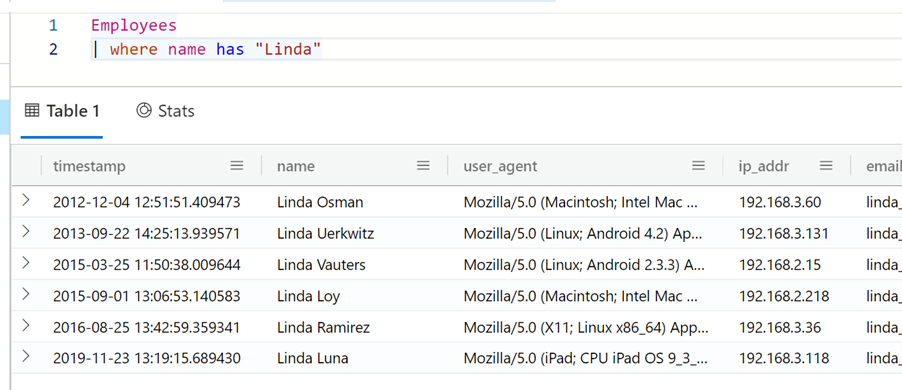 1 Employees
2 | where name has "Linda"
Table 1 Stats
timestamp name user_agent ip_addr email
2012-12-04 12:51:51.409473 Linda Osman Mozilla/5.0 (Macintosh; Intel Mac ... 192.168.3.60 linda_
2013-09-22 14:25:13.939571 Linda Uerkwitz Mozilla/5.0 (Linux; Android 4.2) Ap... 192.168.3.131 linda_
2015-03-25 11:50:38.009644 Linda Vauters Mozilla/5.0 (Linux; Android 2.3.3) A... 192.168.2.15 linda_
2015-09-01 13:06:53.140583 Linda Loy Mozilla/5.0 (Macintosh; Intel Mac ... 192.168.2.218 linda_
2016-08-25 13:42:59.359341 Linda Ramirez Mozilla/5.0 (X11; Linux x86_64) App... 192.168.3.36 linda_
2019-11-23 13:19:15.689430 Linda Luna Mozilla/5.0 (iPad; CPU iPad OS 9_3_... 192.168.3.118 linda_